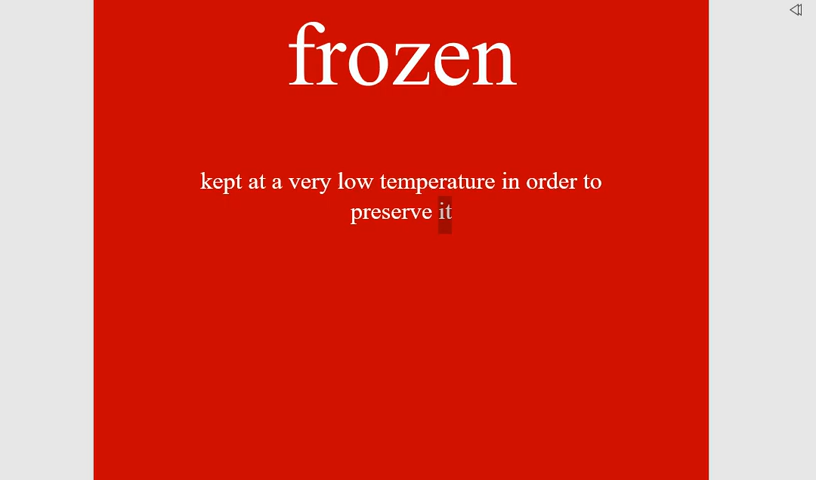 frozen
kept at a very low temperature in order to
preserve it